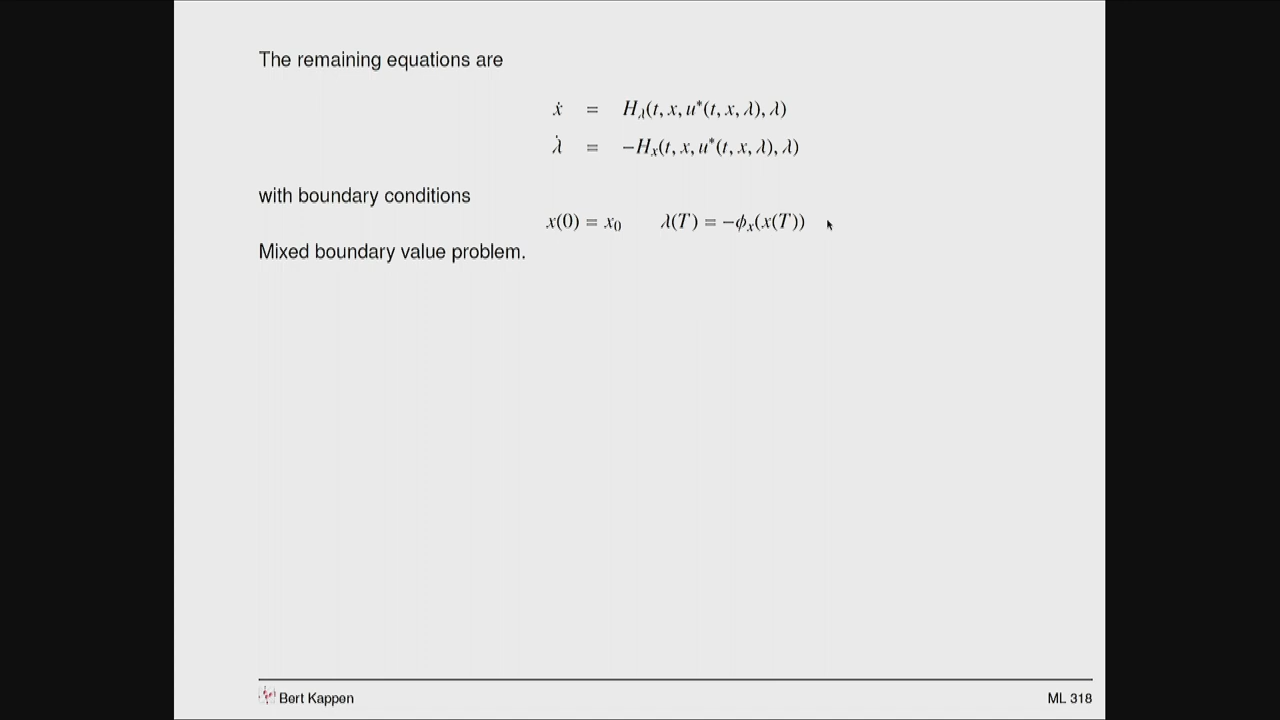 The remaining equations are
ẋ = H_λ(t, x, u*(t, x, λ), λ)
λ̇ = −H_x(t, x, u*(t, x, λ), λ)
with boundary conditions
x(0) = x₀ λ(T) = −ϕ_x(x(T))
Mixed boundary value problem.
Bert Kappen ML 318